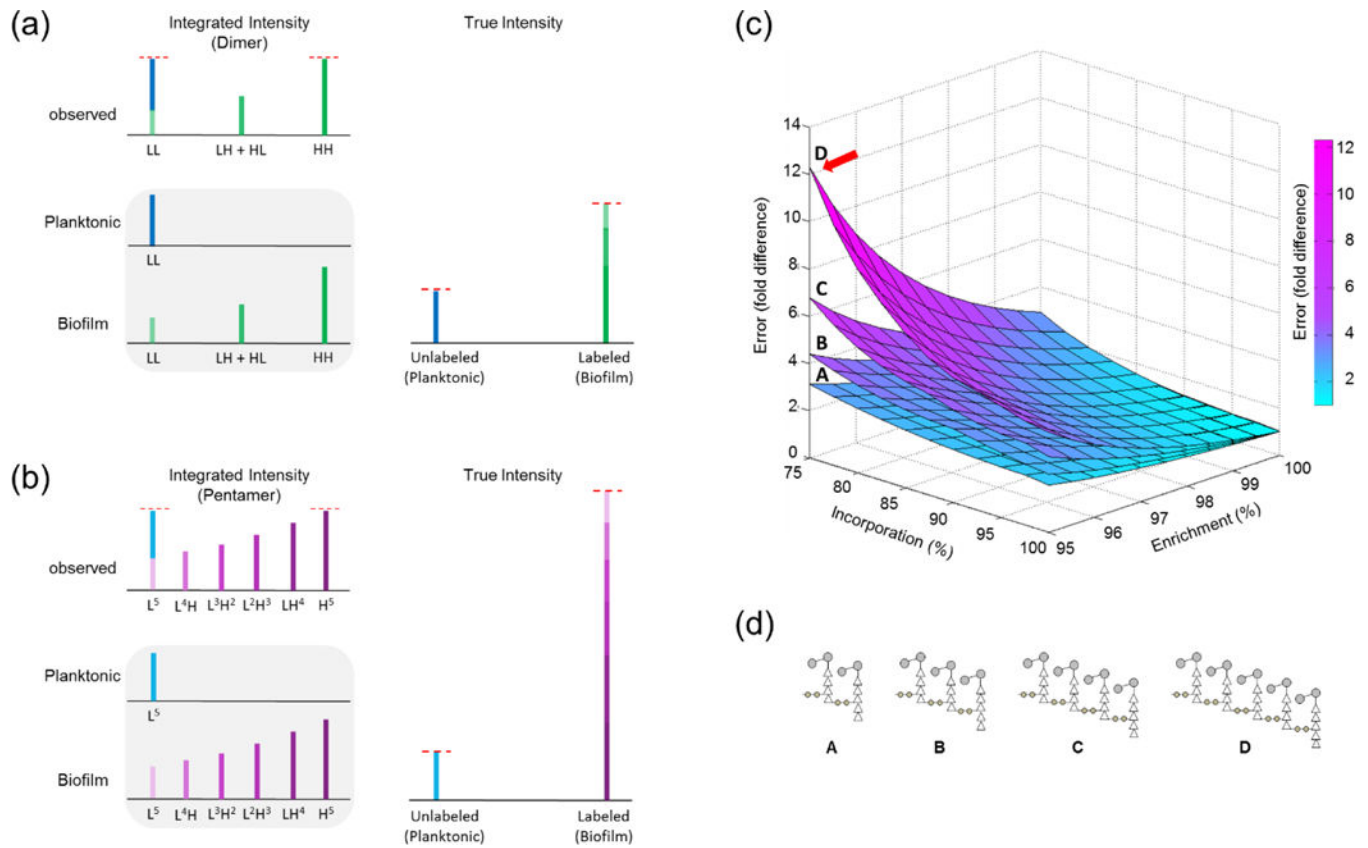 (a)
Integrated Intensity
(Dimer)
True Intensity
observed
LL
LH + HL
HH
Planktonic
LL
Biofilm
LL
LH + HL
HH
Unlabeled
(Planktonic)
Labeled
(Biofilm)
(b)
Integrated Intensity
(Pentamer)
True Intensity
observed
L⁵
L⁴H
L³H²
L²H³
LH⁴
H⁵
Planktonic
L⁵
Biofilm
L⁵
L⁴H
L³H²
L²H³
LH⁴
H⁵
Unlabeled
(Planktonic)
Labeled
(Biofilm)
(c)
Error (fold difference)
14
12
10
8
6
4
2
0
D
C
B
A
75
80
85
90
95
100
Incorporation (%)
95
96
97
98
99
100
Enrichment (%)
Error (fold difference)
12
10
8
6
4
2
(d)
A
B
C
D